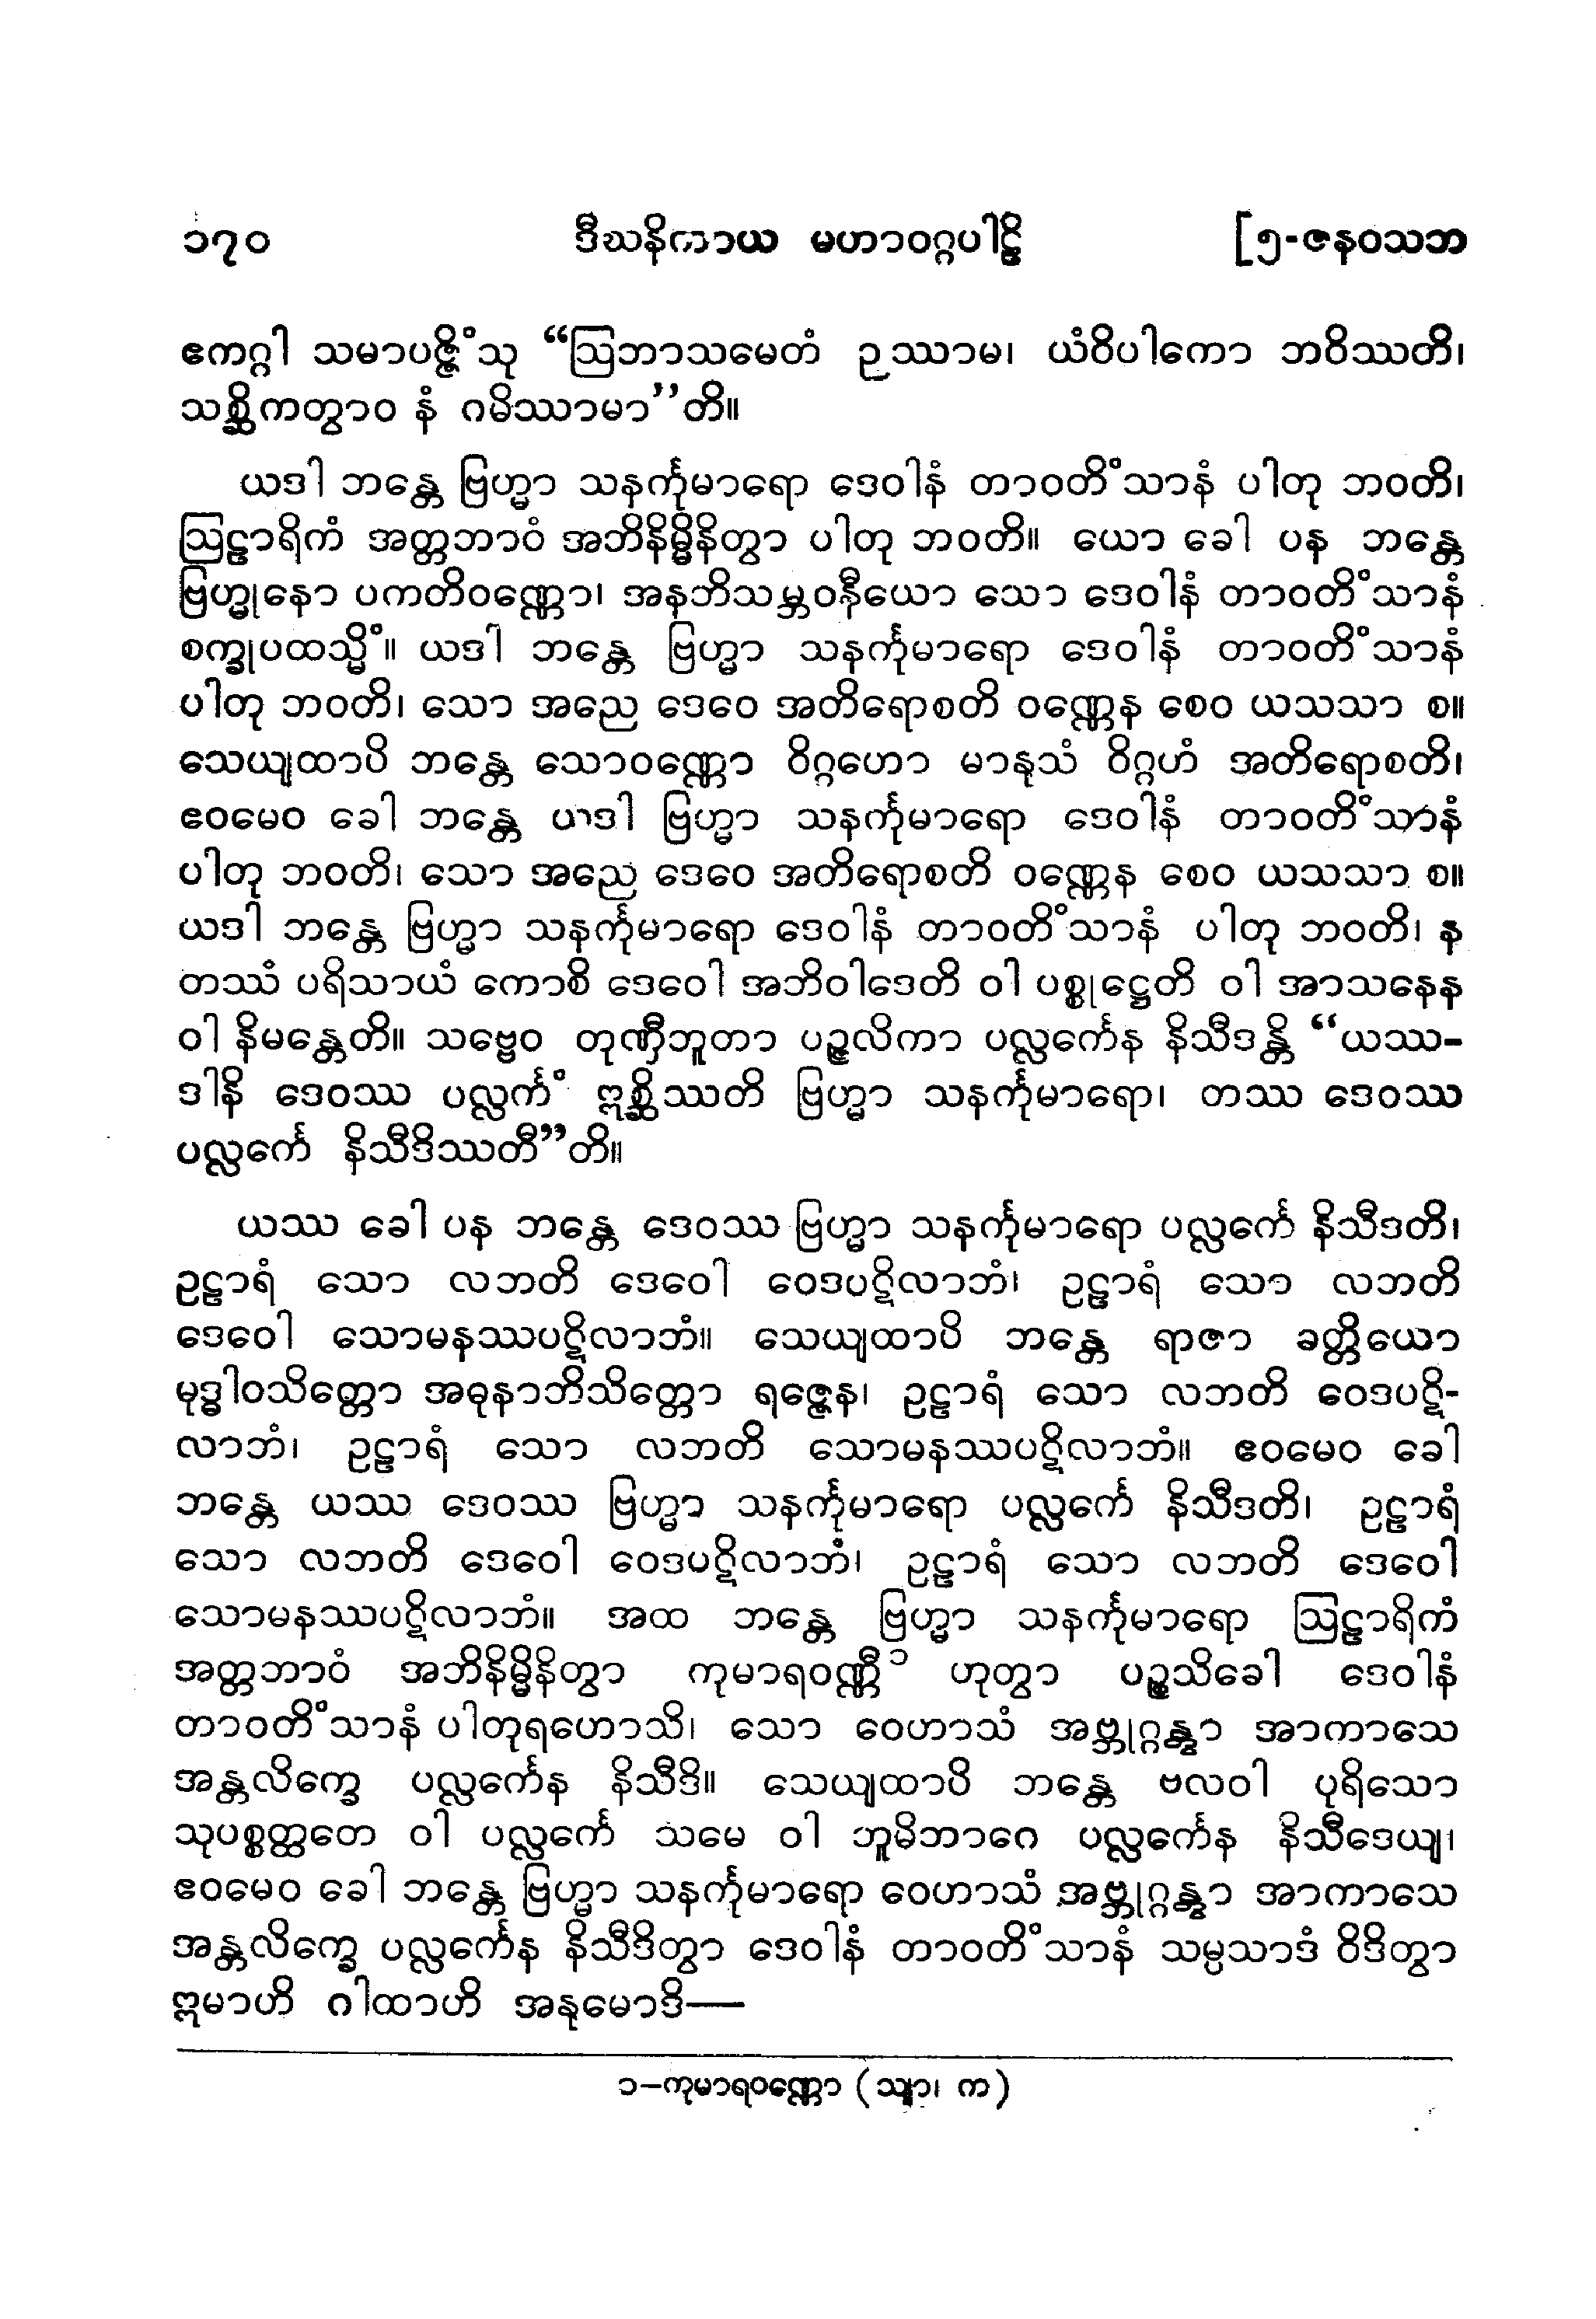 ၁၇၀ ဒီဃနိကာယ မဟာဝဂ္ဂပါဠိ [၅-ဇနဝသဘ
ဧကဂ္ဂါ သမာပဇ္ဇိံသု “ဩဘာသမေတံ ဉဿာမ၊ ယံဝိပါကော ဘဝိဿတိ၊
သစ္ဆိကတွာဝ နံ ဂမိဿာမာ”တိ။
ယဒါ ဘန္တေ ဗြဟ္မာ သနင်္ကုမာရော ဒေဝါနံ တာဝတိံသာနံ ပါတု ဘဝတိ၊
ဩဠာရိကံ အတ္တဘာဝံ အဘိနိမ္မိနိတွာ ပါတု ဘဝတိ။ ယော ခေါ ပန ဘန္တေ
ဗြဟ္မုနော ပကတိဝဏ္ဏော၊ အနဘိသမ္ဘဝနီယော သော ဒေဝါနံ တာဝတိံသာနံ
စက္ခုပထသ္မိံ။ ယဒါ ဘန္တေ ဗြဟ္မာ သနင်္ကုမာရော ဒေဝါနံ တာဝတိံသာနံ
ပါတု ဘဝတိ၊ သော အညေ ဒေဝေ အတိရောစတိ ဝဏ္ဏေန စေဝ ယသသာ စ။
သေယျထာပိ ဘန္တေ သောဝဏ္ဏော ဝိဂ္ဂဟော မာနုသံ ဝိဂ္ဂဟံ အတိရောစတိ၊
ဧဝမေဝ ခေါ ဘန္တေ ယဒါ ဗြဟ္မာ သနင်္ကုမာရော ဒေဝါနံ တာဝတိံသာနံ
ပါတု ဘဝတိ၊ သော အညေ ဒေဝေ အတိရောစတိ ဝဏ္ဏေန စေဝ ယသသာ စ။
ယဒါ ဘန္တေ ဗြဟ္မာ သနင်္ကုမာရော ဒေဝါနံ တာဝတိံသာနံ ပါတု ဘဝတိ၊ န
တဿံ ပရိသာယံ ကောစိ ဒေဝေါ အဘိဝါဒေတိ ဝါ ပစ္စုဋ္ဌေတိ ဝါ အာသနေန
ဝါ နိမန္တေတိ။ သဗ္ဗေဝ တုဏှီဘူတာ ပဉ္ဇလိကာ ပလ္လင်္ကေန နိသီဒန္တိ “ယဿ-
ဒါနိ ဒေဝဿ ပလ္လင်္ကံ ဣစ္ဆိဿတိ ဗြဟ္မာ သနင်္ကုမာရော၊ တဿ ဒေဝဿ
ပလ္လင်္ကေ နိသီဒိဿတီ”တိ။
ယဿ ခေါ ပန ဘန္တေ ဒေဝဿ ဗြဟ္မာ သနင်္ကုမာရော ပလ္လင်္ကေ နိသီဒတိ၊
ဥဠာရံ သော လဘတိ ဒေဝေါ ဝေဒပဋိလာဘံ၊ ဥဠာရံ သော လဘတိ
ဒေဝေါ သောမနဿပဋိလာဘံ။ သေယျထာပိ ဘန္တေ ရာဇာ ခတ္တိယော
မုဒ္ဓါဝသိတ္တော အဓုနာဘိသိတ္တော ရဇ္ဇေန၊ ဥဠာရံ သော လဘတိ ဝေဒပဋိ-
လာဘံ၊ ဥဠာရံ သော လဘတိ သောမနဿပဋိလာဘံ။ ဧဝမေဝ ခေါ
ဘန္တေ ယဿ ဒေဝဿ ဗြဟ္မာ သနင်္ကုမာရော ပလ္လင်္ကေ နိသီဒတိ၊ ဥဠာရံ
သော လဘတိ ဒေဝေါ ဝေဒပဋိလာဘံ၊ ဥဠာရံ သော လဘတိ ဒေဝေါ
သောမနဿပဋိလာဘံ။ အထ ဘန္တေ ဗြဟ္မာ သနင်္ကုမာရော ဩဠာရိကံ
အတ္တဘာဝံ အဘိနိမ္မိနိတွာ ကုမာရဝဏ္ဏီ ၁ ဟုတွာ ပဉ္စသိခေါ ဒေဝါနံ
တာဝတိံသာနံ ပါတုရဟောသိ၊ သော ဝေဟာသံ အဗ္ဘုဂ္ဂန္တွာ အာကာသေ
အန္တလိက္ခေ ပလ္လင်္ကေန နိသီဒိ။ သေယျထာပိ ဘန္တေ ဗလဝါ ပုရိသော
သုပစ္စတ္ထတေ ဝါ ပလ္လင်္ကေ သမေ ဝါ ဘူမိဘာဂေ ပလ္လင်္ကေန နိသီဒေယျ၊
ဧဝမေဝ ခေါ ဘန္တေ ဗြဟ္မာ သနင်္ကုမာရော ဝေဟာသံ အဗ္ဘုဂ္ဂန္တွာ အာကာသေ
အန္တလိက္ခေ ပလ္လင်္ကေန နိသီဒိတွာ ဒေဝါနံ တာဝတိံသာနံ သမ္ပသာဒံ ဝိဒိတွာ
ဣမာဟိ ဂါထာဟိ အနုမောဒိ—
၁–ကုမာရဝဏ္ဏော (သျာ၊ က)